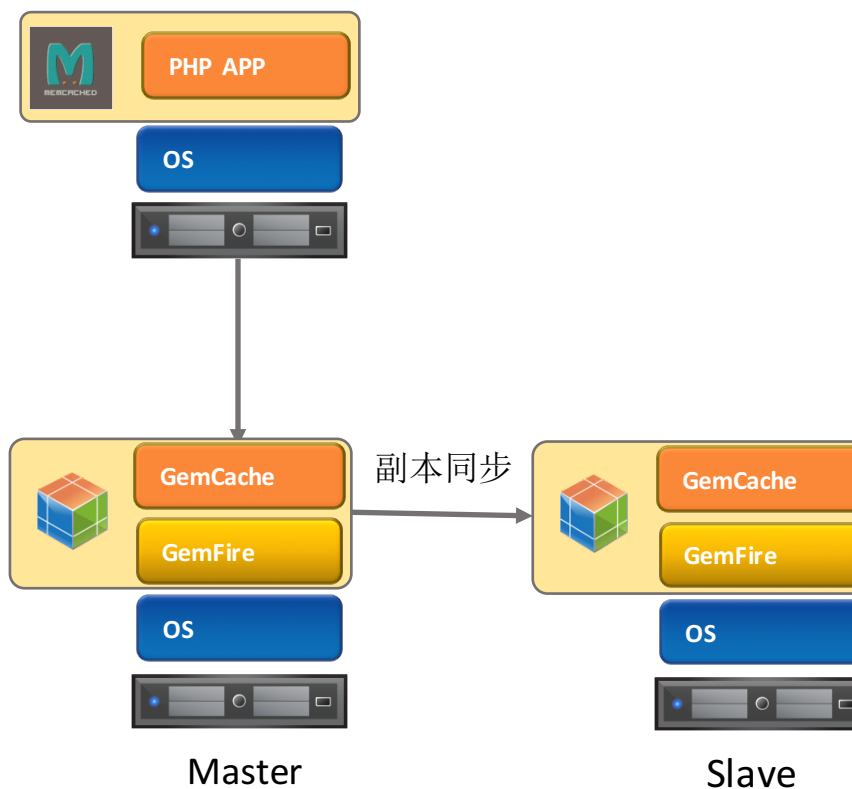 PHP APP
MEMCACHED
OS
GemCache
副本同步
GemFire
OS
Master
GemCache
GemFire
OS
Slave